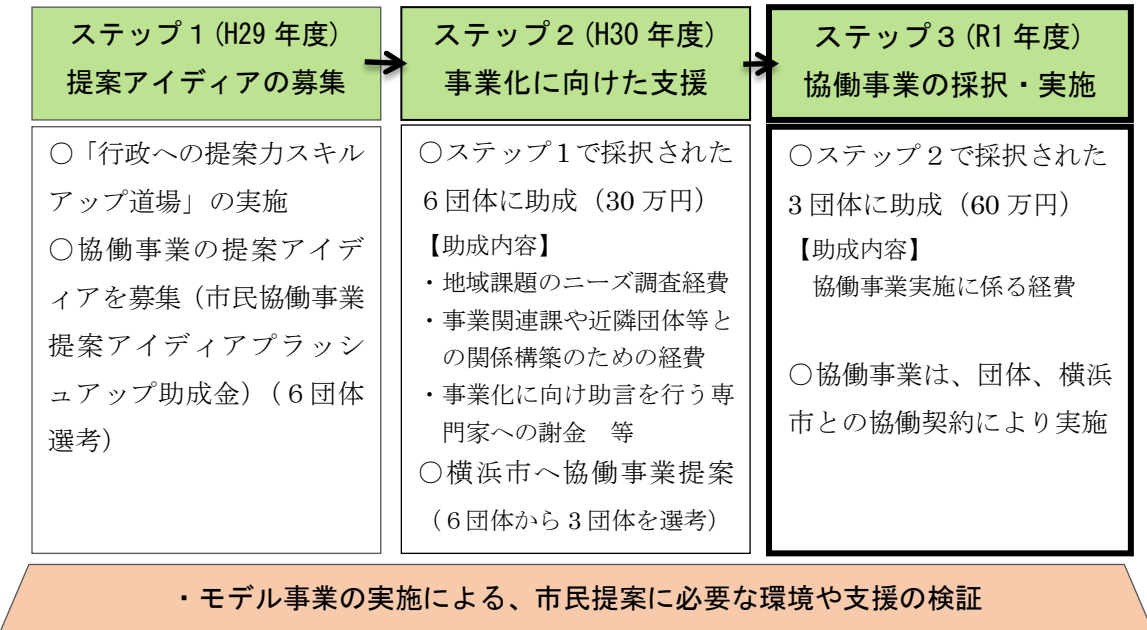 ステップ１(H29 年度)
提案アイディアの募集
○「行政への提案力スキル
アップ道場」の実施
○協働事業の提案アイデ
ィアを募集（市民協働事業
提案アイディアプラッシ
ュアップ助成金）（６団体
選考）
ステップ２(H30 年度)
事業化に向けた支援
○ステップ１で採択された
６団体に助成（30 万円）
【助成内容】
・地域課題のニーズ調査経費
・事業関連課や近隣団体等と
の関係構築のための経費
・事業化に向け助言を行う専
門家への謝金　等
○横浜市へ協働事業提案
（６団体から３団体を選考）
ステップ３(R1 年度)
協働事業の採択・実施
○ステップ２で採択された
３団体に助成（60 万円）
【助成内容】
協働事業実施に係る経費
○協働事業は、団体、横浜
市との協働契約により実施
・モデル事業の実施による、市民提案に必要な環境や支援の検証